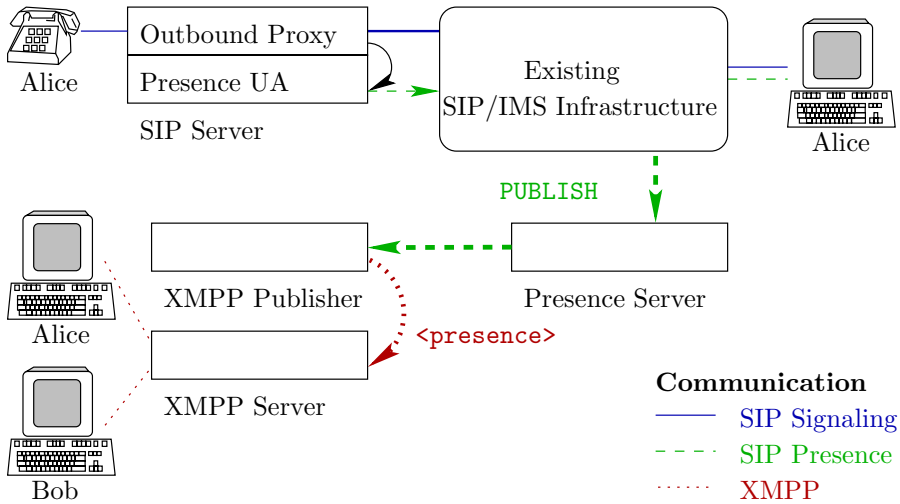 Outbound Proxy
Alice
Presence UA
SIP Server
Existing
SIP/IMS Infrastructure
Alice
PUBLISH
XMPP Publisher
Presence Server
Alice
<presence>
XMPP Server
Bob
Communication
SIP Signaling
SIP Presence
XMPP